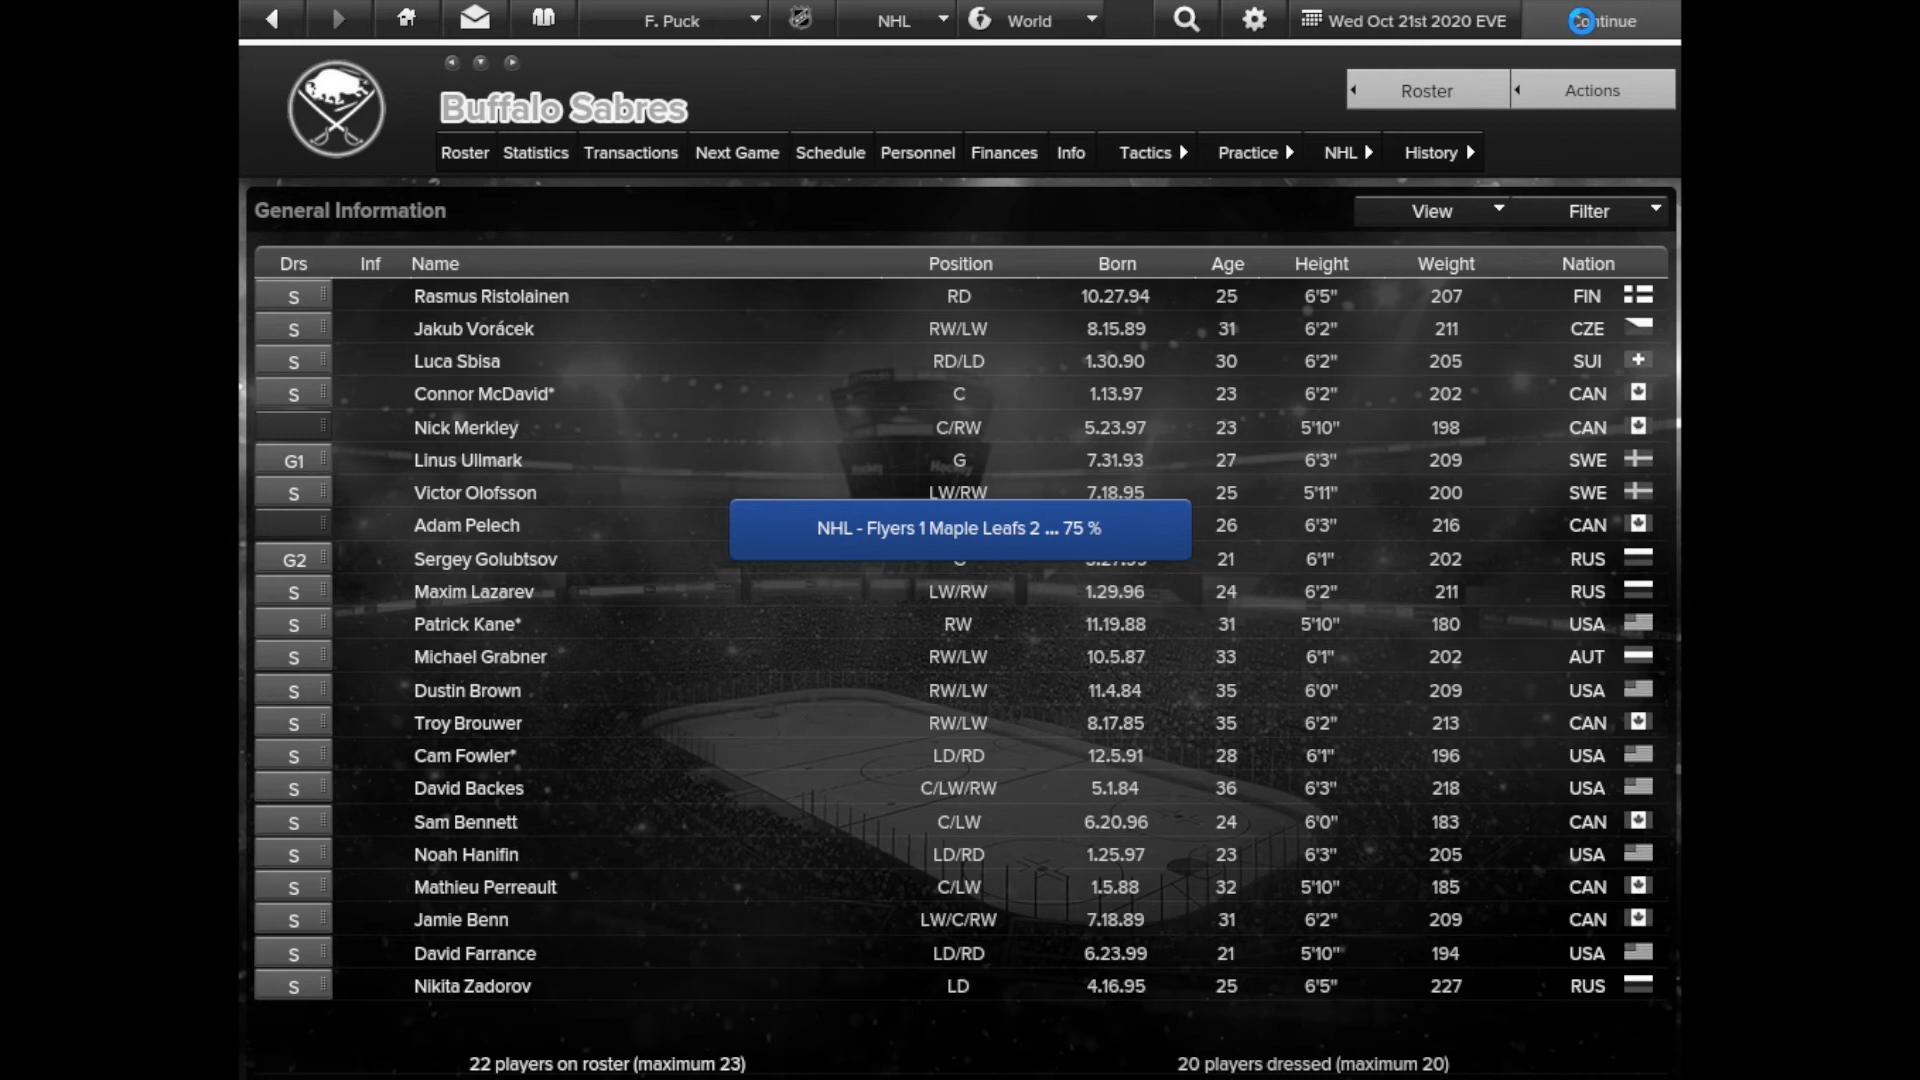 F. Puck NHL World Wed Oct 21st 2020 EVE Continue
Buffalo Sabres
Roster Actions
Roster Statistics Transactions Next Game Schedule Personnel Finances Info Tactics Practice NHL History
General Information View Filter
Drs Inf Name Position Born Age Height Weight Nation
S Rasmus Ristolainen RD 10.27.94 25 6'5" 207 FIN
S Jakub Vorácek RW/LW 8.15.89 31 6'2" 211 CZE
S Luca Sbisa RD/LD 1.30.90 30 6'2" 205 SUI
S Connor McDavid* C 1.13.97 23 6'2" 202 CAN
Nick Merkley C/RW 5.23.97 23 5'10" 198 CAN
G1 Linus Ullmark G 7.31.93 27 6'3" 209 SWE
S Victor Olofsson LW/RW 7.18.95 25 5'11" 200 SWE
Adam Pelech 26 6'3" 216 CAN
NHL - Flyers 1 Maple Leafs 2 ... 75 %
G2 Sergey Golubtsov 21 6'1" 202 RUS
S Maxim Lazarev LW/RW 1.29.96 24 6'2" 211 RUS
S Patrick Kane* RW 11.19.88 31 5'10" 180 USA
S Michael Grabner RW/LW 10.5.87 33 6'1" 202 AUT
S Dustin Brown RW/LW 11.4.84 35 6'0" 209 USA
S Troy Brouwer RW/LW 8.17.85 35 6'2" 213 CAN
S Cam Fowler* LD/RD 12.5.91 28 6'1" 196 USA
S David Backes C/LW/RW 5.1.84 36 6'3" 218 USA
S Sam Bennett C/LW 6.20.96 24 6'0" 183 CAN
S Noah Hanifin LD/RD 1.25.97 23 6'3" 205 USA
S Mathieu Perreault C/LW 1.5.88 32 5'10" 185 CAN
S Jamie Benn LW/C/RW 7.18.89 31 6'2" 209 CAN
S David Farrance LD/RD 6.23.99 21 5'10" 194 USA
S Nikita Zadorov LD 4.16.95 25 6'5" 227 RUS
22 players on roster (maximum 23) 20 players dressed (maximum 20)